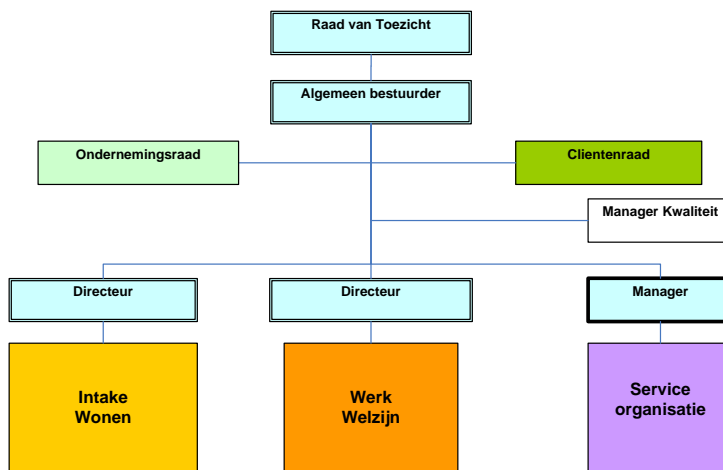 Raad van Toezicht
Algemeen bestuurder
Ondernemingsraad
Clientenraad
Manager Kwaliteit
Directeur
Directeur
Manager
Intake
Wonen
Werk
Welzijn
Service
organisatie